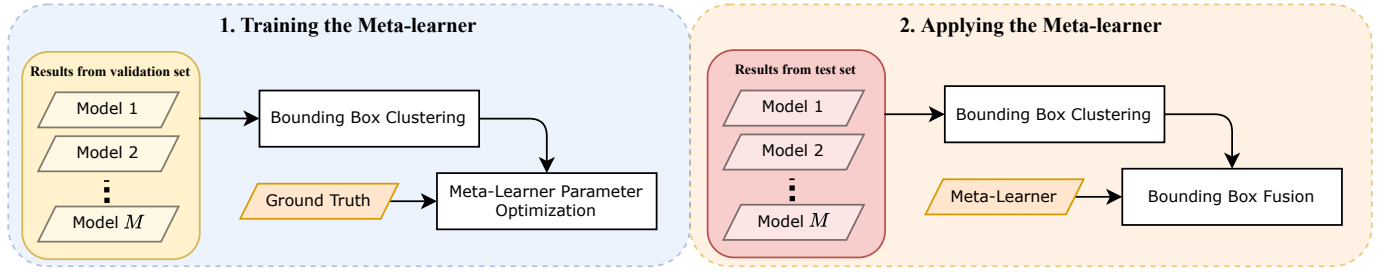 1. Training the Meta-learner
Results from validation set
Model 1
Model 2
Model M
Bounding Box Clustering
Ground Truth
Meta-Learner Parameter
Optimization
2. Applying the Meta-learner
Results from test set
Model 1
Model 2
Model M
Bounding Box Clustering
Meta-Learner
Bounding Box Fusion